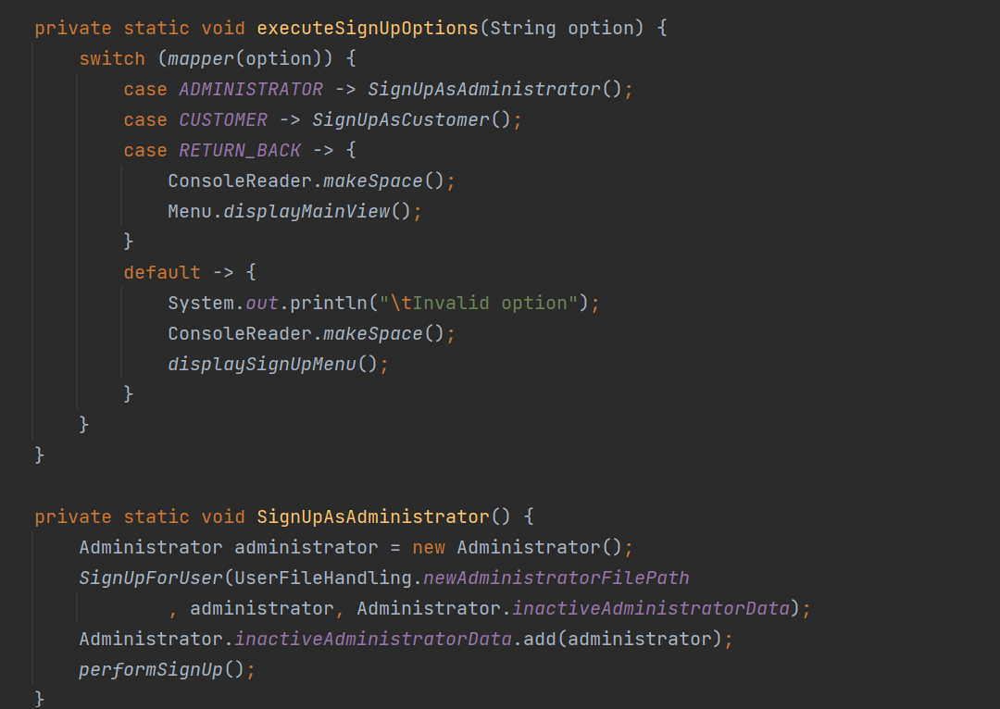 private static void executeSignUpOptions(String option) {
    switch (mapper(option)) {
        case ADMINISTRATOR -> SignUpAsAdministrator();
        case CUSTOMER -> SignUpAsCustomer();
        case RETURN_BACK -> {
            ConsoleReader.makeSpace();
            Menu.displayMainView();
        }
        default -> {
            System.out.println("\tInvalid option");
            ConsoleReader.makeSpace();
            displaySignUpMenu();
        }
    }
}

private static void SignUpAsAdministrator() {
    Administrator administrator = new Administrator();
    SignUpForUser(UserFileHandling.newAdministratorFilePath
            , administrator, Administrator.inactiveAdministratorData);
    Administrator.inactiveAdministratorData.add(administrator);
    performSignUp();
}